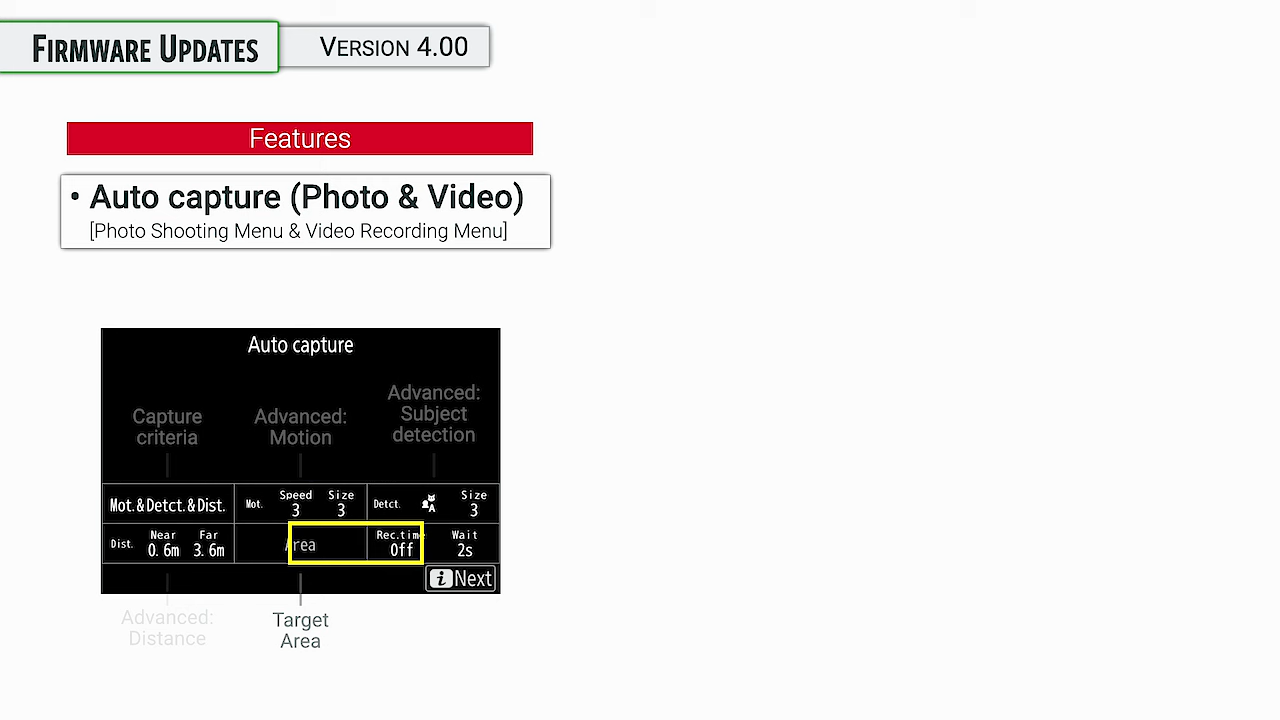 FIRMWARE UPDATES
VERSION 4.00
Features
• Auto capture (Photo & Video)
[Photo Shooting Menu & Video Recording Menu]
Auto capture
Capture
criteria
Advanced:
Motion
Advanced:
Subject
detection
Mot.&Detct.&Dist.
Mot. Speed 3 Size 3
Detct. Size 3
Dist. Near 0.6m Far 3.6m
Area
Rec.time Off Wait 2s
i Next
Advanced:
Distance
Target
Area